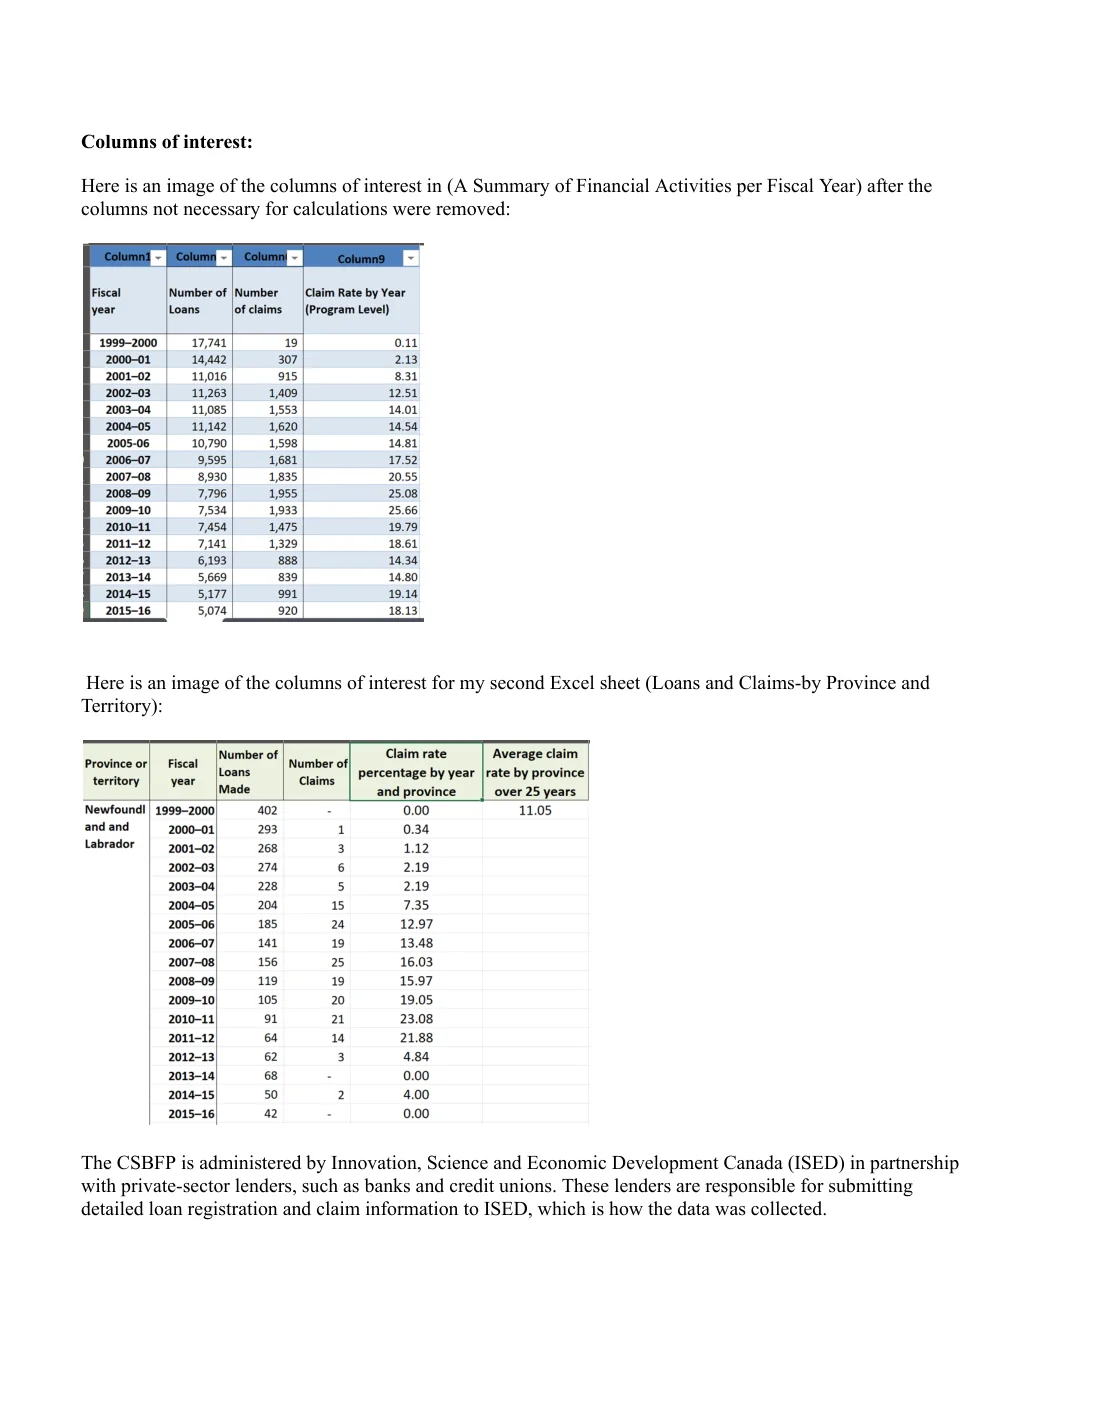 Columns of interest:
Here is an image of the columns of interest in (A Summary of Financial Activities per Fiscal Year) after the
columns not necessary for calculations were removed:
Column1 Column Column Column9
Fiscal year Number of Loans Number of claims Claim Rate by Year (Program Level)
1999–2000 17,741 19 0.11
2000–01 14,442 307 2.13
2001–02 11,016 915 8.31
2002–03 11,263 1,409 12.51
2003–04 11,085 1,553 14.01
2004–05 11,142 1,620 14.54
2005-06 10,790 1,598 14.81
2006–07 9,595 1,681 17.52
2007–08 8,930 1,835 20.55
2008–09 7,796 1,955 25.08
2009–10 7,534 1,933 25.66
2010–11 7,454 1,475 19.79
2011–12 7,141 1,329 18.61
2012–13 6,193 888 14.34
2013–14 5,669 839 14.80
2014–15 5,177 991 19.14
2015–16 5,074 920 18.13
Here is an image of the columns of interest for my second Excel sheet (Loans and Claims-by Province and
Territory):
Province or territory Fiscal year Number of Loans Made Number of Claims Claim rate percentage by year and province Average claim rate by province over 25 years
Newfoundl 1999–2000 402 - 0.00 11.05
and and 2000–01 293 1 0.34
Labrador 2001–02 268 3 1.12
2002–03 274 6 2.19
2003–04 228 5 2.19
2004–05 204 15 7.35
2005–06 185 24 12.97
2006–07 141 19 13.48
2007–08 156 25 16.03
2008–09 119 19 15.97
2009–10 105 20 19.05
2010–11 91 21 23.08
2011–12 64 14 21.88
2012–13 62 3 4.84
2013–14 68 - 0.00
2014–15 50 2 4.00
2015–16 42 - 0.00
The CSBFP is administered by Innovation, Science and Economic Development Canada (ISED) in partnership
with private-sector lenders, such as banks and credit unions. These lenders are responsible for submitting
detailed loan registration and claim information to ISED, which is how the data was collected.